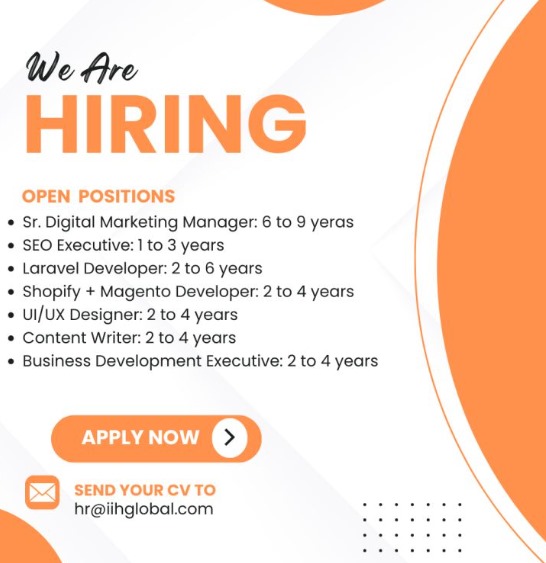 We Are
HIRING
OPEN POSITIONS
• Sr. Digital Marketing Manager: 6 to 9 yeras
• SEO Executive: 1 to 3 years
• Laravel Developer: 2 to 6 years
• Shopify + Magento Developer: 2 to 4 years
• UI/UX Designer: 2 to 4 years
• Content Writer: 2 to 4 years
• Business Development Executive: 2 to 4 years
APPLY NOW
SEND YOUR CV TO
hr@iihglobal.com